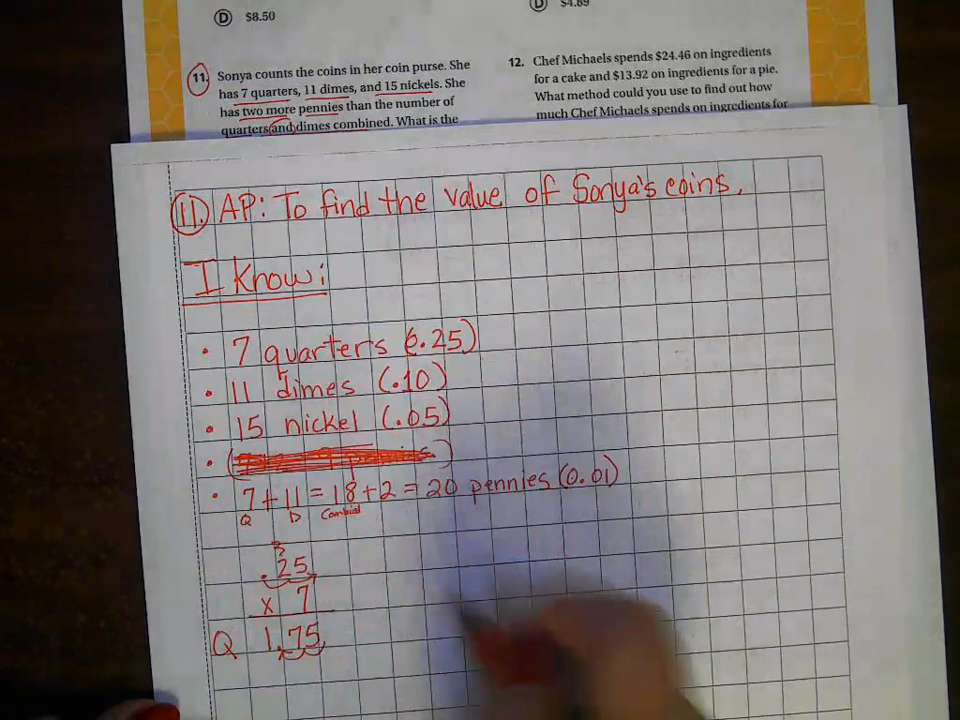 D $8.50
D $4.89
11. Sonya counts the coins in her coin purse. She
has 7 quarters, 11 dimes, and 15 nickels. She
has two more pennies than the number of
quarters and dimes combined. What is the
12. Chef Michaels spends $24.46 on ingredients
for a cake and $13.92 on ingredients for a pie.
What method could you use to find out how
much Chef Michaels spends on ingredients for
11. AP: To find the value of Sonya's coins.
I know:
• 7 quarters (0.25)
• 11 dimes (.10)
• 15 nickel (.05)
•
• 7 + 11 = 18 + 2 = 20 pennies (0.01)
Q D
3
.25
x 7
Q 1.75